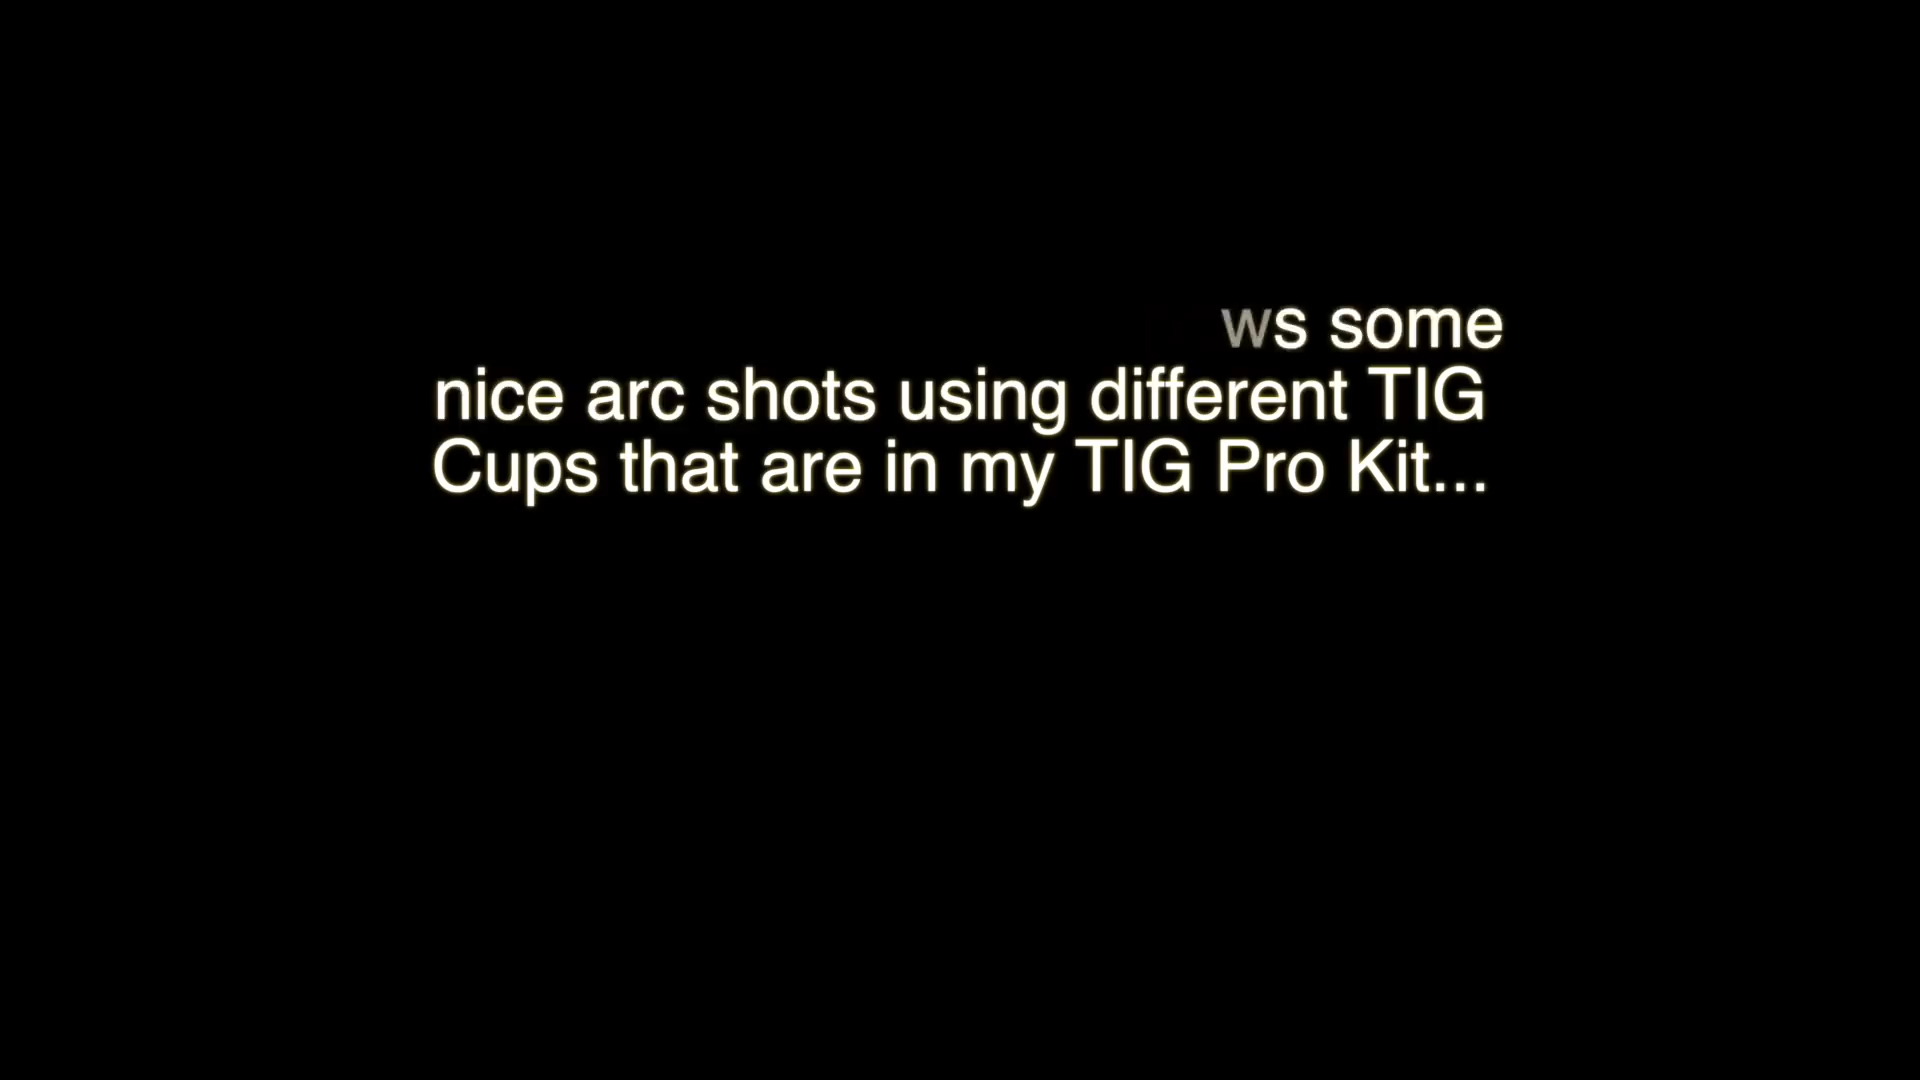 ws some
nice arc shots using different TIG
Cups that are in my TIG Pro Kit...